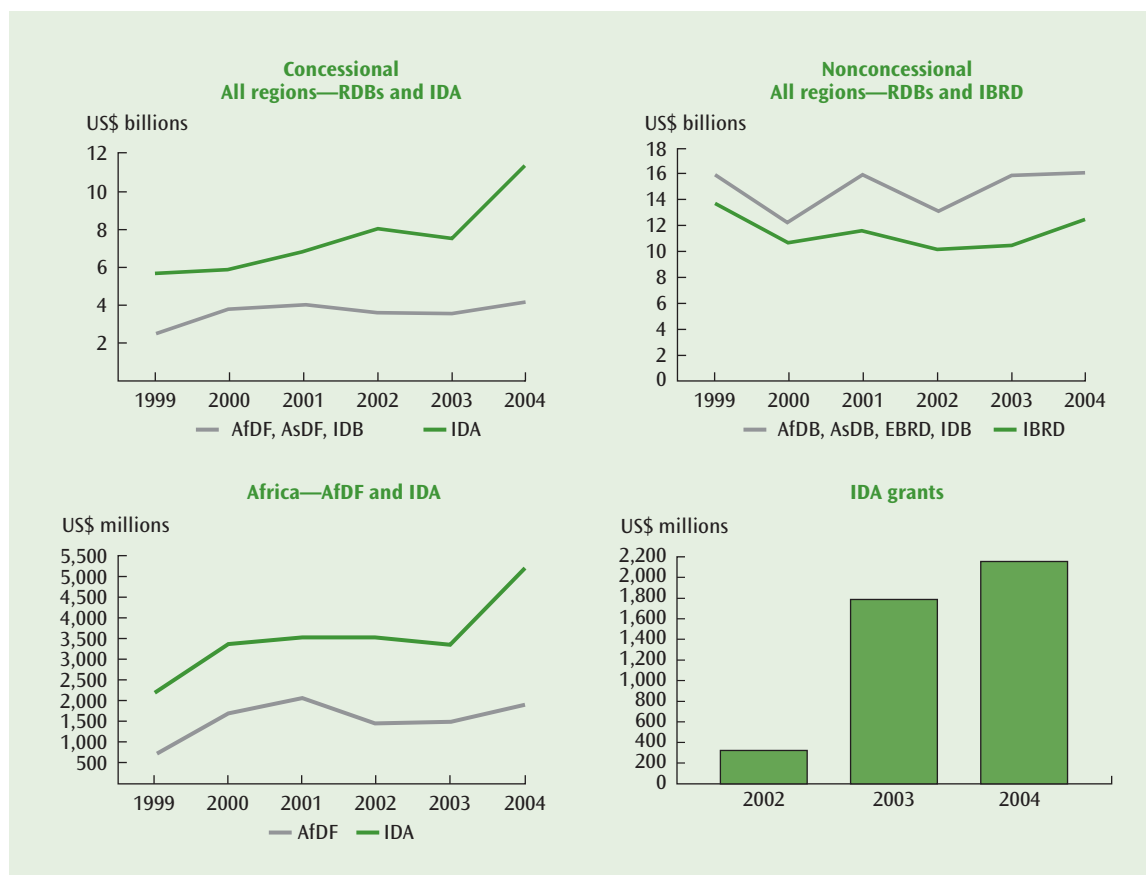 Concessional
All regions—RDBs and IDA
US$ billions
12
10
8
6
4
2
1999 2000 2001 2002 2003 2004
AfDF, AsDF, IDB IDA
Nonconcessional
All regions—RDBs and IBRD
US$ billions
18
16
14
12
10
8
6
4
2
0
1999 2000 2001 2002 2003 2004
AfDB, AsDB, EBRD, IDB IBRD
Africa—AfDF and IDA
US$ millions
5,500
5,000
4,500
4,000
3,500
3,000
2,500
2,000
1,500
1,000
500
1999 2000 2001 2002 2003 2004
AfDF IDA
IDA grants
US$ millions
2,200
2,000
1,800
1,600
1,400
1,200
1,000
800
600
400
200
0
2002 2003 2004